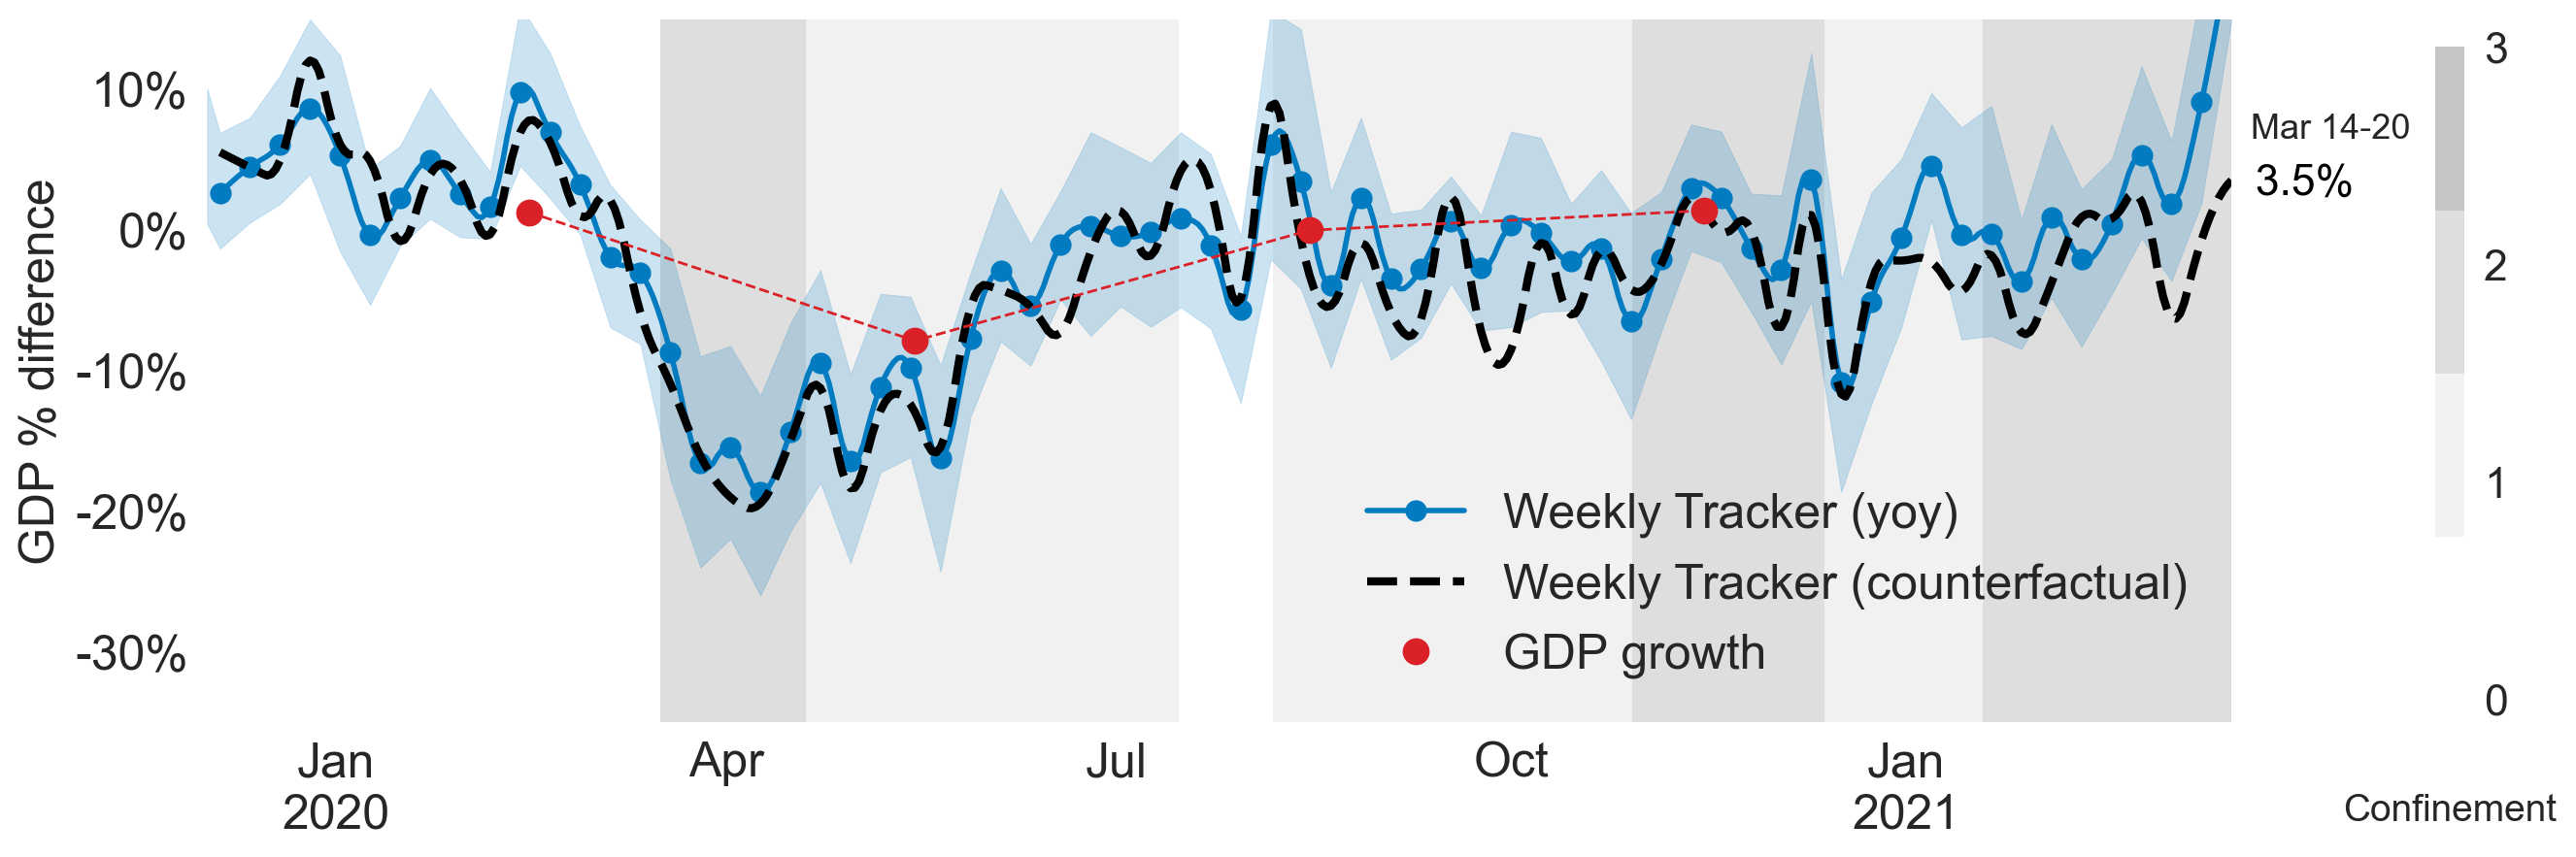 GDP % difference
10%
0%
-10%
-20%
-30%
Jan
2020
Apr
Jul
Oct
Jan
2021
Weekly Tracker (yoy)
Weekly Tracker (counterfactual)
GDP growth
Mar 14-20
3.5%
3
2
1
0
Confinement